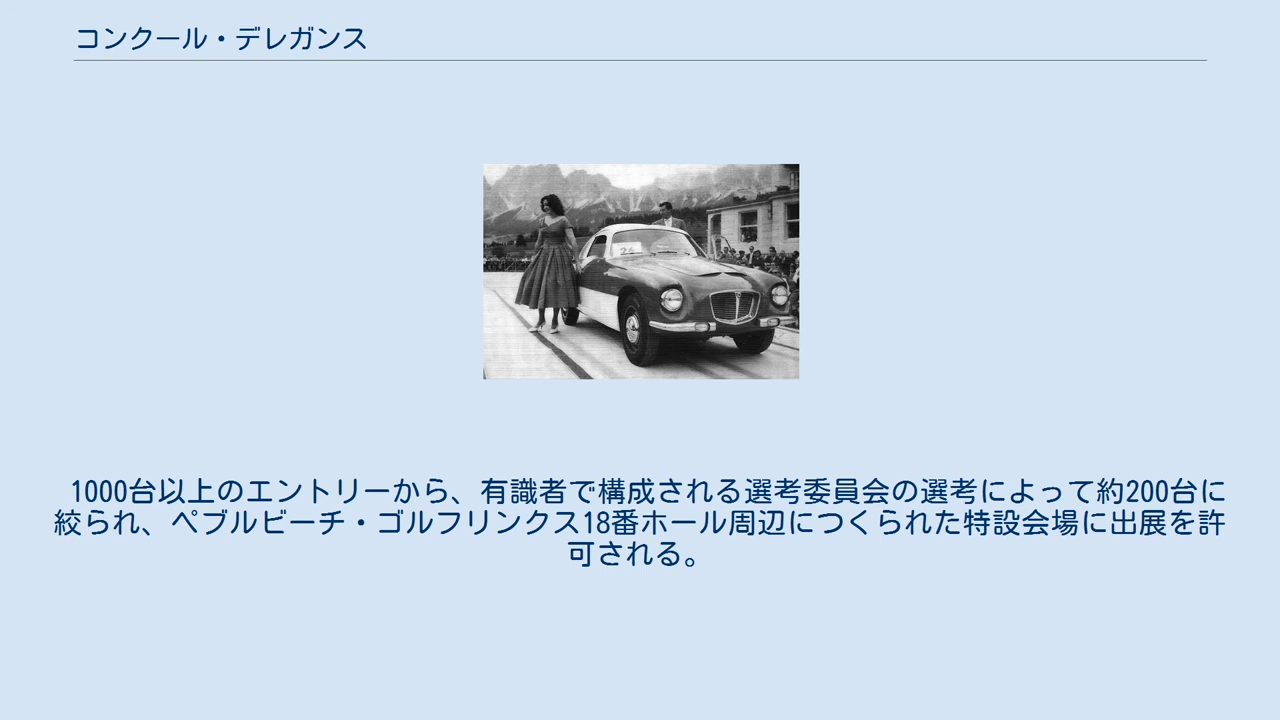 コンクール・デレガンス
26
1000台以上のエントリーから、有識者で構成される選考委員会の選考によって約200台に
絞られ、ペブルビーチ・ゴルフリンクス18番ホール周辺につくられた特設会場に出展を許
可される。